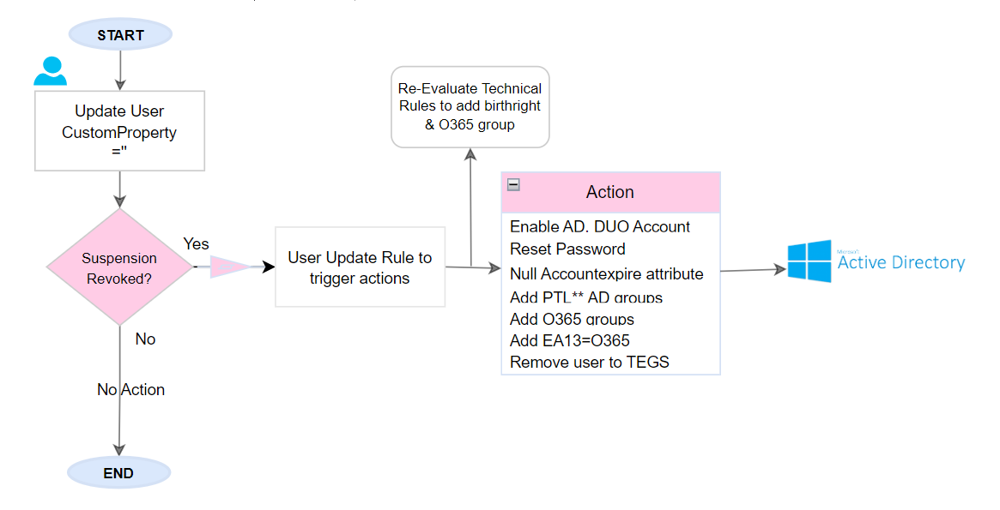 START
Update User
CustomProperty
=''
Suspension
Revoked?
Yes
No
No Action
END
User Update Rule to
trigger actions
Re-Evaluate Technical
Rules to add birthright
& O365 group
Action
Enable AD. DUO Account
Reset Password
Null Accountexpire attribute
Add PTL** AD groups
Add O365 groups
Add EA13=O365
Remove user to TEGS
Microsoft
Active Directory